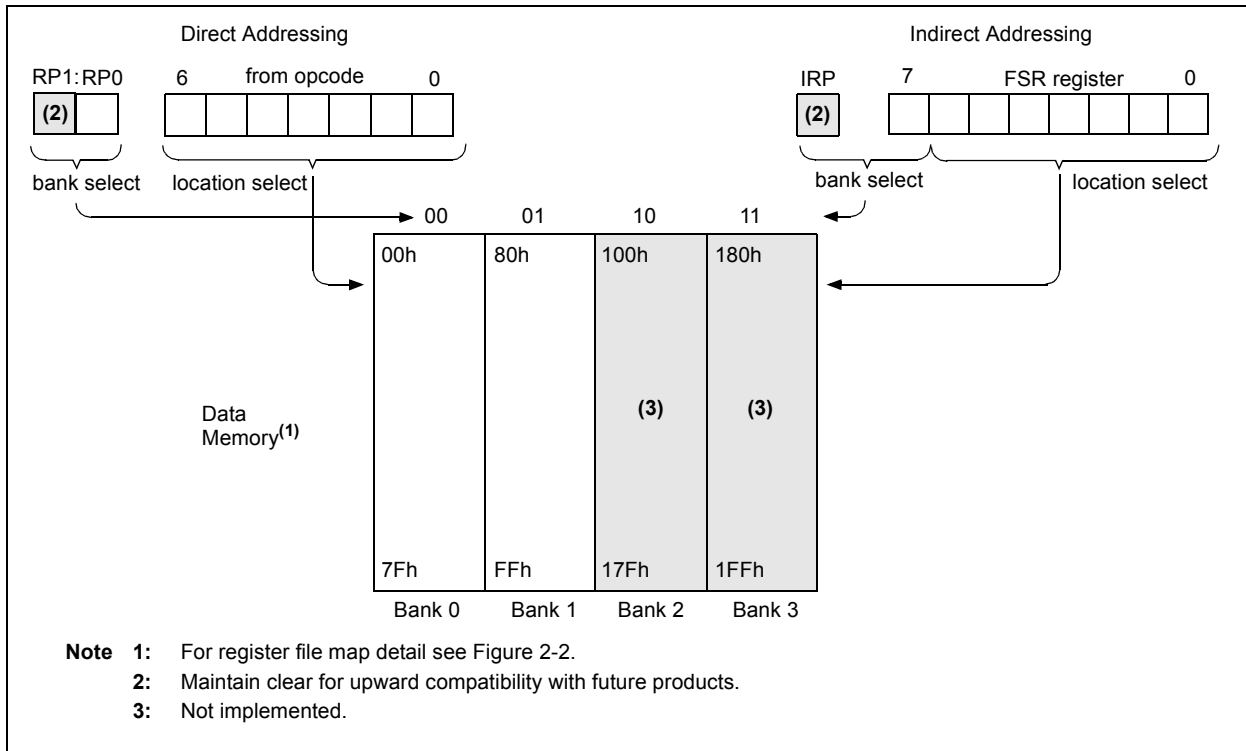 Direct Addressing
Indirect Addressing
RP1:RP0
6 from opcode 0
IRP
7 FSR register 0
(2)
(2)
bank select location select
bank select location select
00 01 10 11
00h 80h 100h 180h
Data
Memory(1)
(3) (3)
7Fh FFh 17Fh 1FFh
Bank 0 Bank 1 Bank 2 Bank 3
Note 1: For register file map detail see Figure 2-2.
2: Maintain clear for upward compatibility with future products.
3: Not implemented.